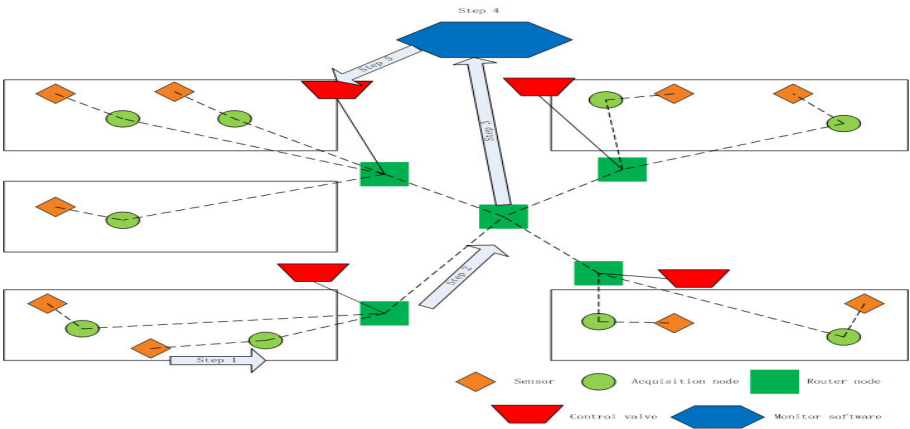 Step 4
Step 5
Step 3
Step 2
Step 1
Sensor
Acquisition node
Router node
Control valve
Monitor software